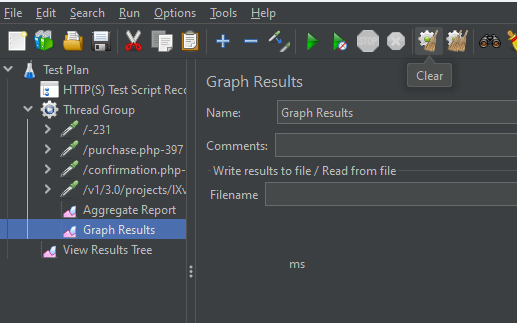 File Edit Search Run Options Tools Help
Clear
Test Plan
HTTP(S) Test Script Reco
Thread Group
/-231
/purchase.php-397
/confirmation.php-
/v1/3.0/projects/IXv
Aggregate Report
Graph Results
View Results Tree
Graph Results
Name: Graph Results
Comments:
Write results to file / Read from file
Filename
ms